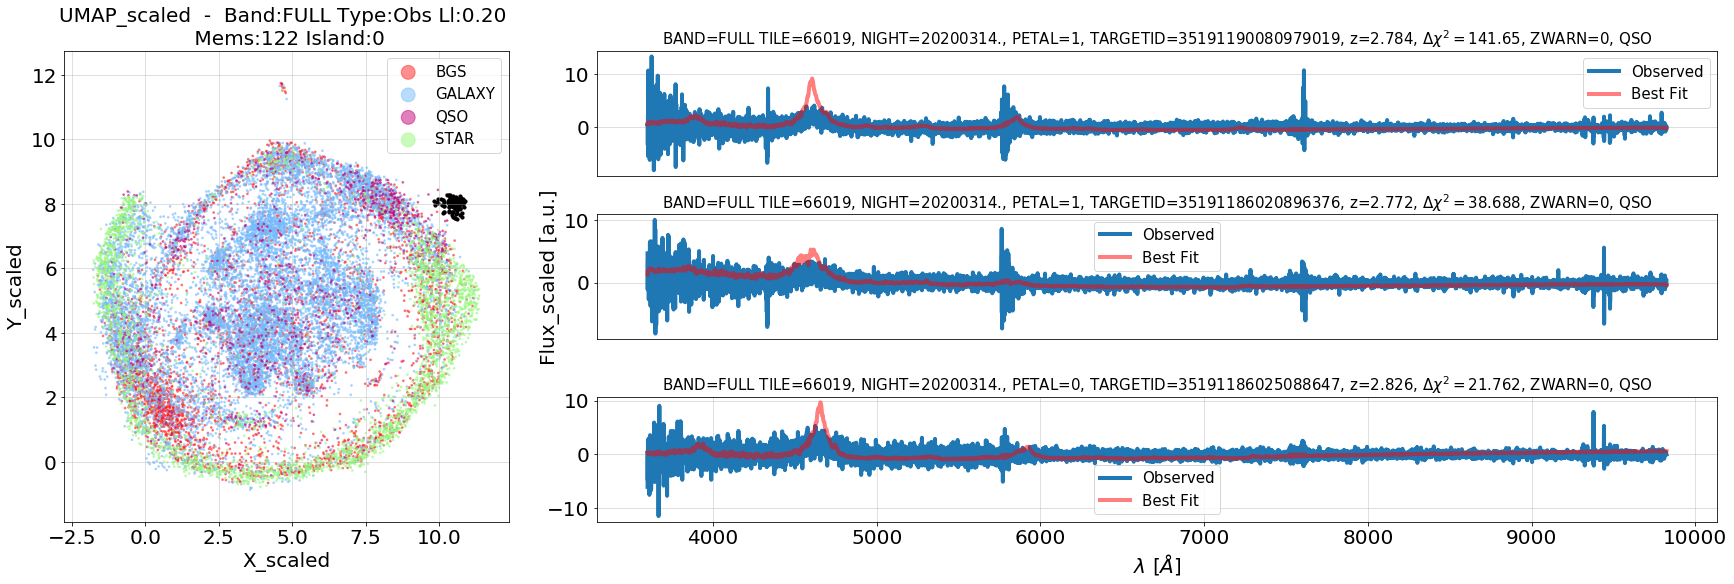 UMAP_scaled - Band:FULL Type:Obs Ll:0.20
Mems:122 Island:0
12
10
8
6
4
2
0
Y_scaled
−2.5 0.0 2.5 5.0 7.5 10.0
X_scaled
BGS
GALAXY
QSO
STAR
BAND=FULL TILE=66019, NIGHT=20200314., PETAL=1, TARGETID=35191190080979019, z=2.784, Δχ² = 141.65, ZWARN=0, QSO
10
0
Observed
Best Fit
BAND=FULL TILE=66019, NIGHT=20200314., PETAL=1, TARGETID=35191186020896376, z=2.772, Δχ² = 38.688, ZWARN=0, QSO
10
0
Observed
Best Fit
Flux_scaled [a.u.]
BAND=FULL TILE=66019, NIGHT=20200314., PETAL=0, TARGETID=35191186025088647, z=2.826, Δχ² = 21.762, ZWARN=0, QSO
10
0
−10
Observed
Best Fit
4000 5000 6000 7000 8000 9000 10000
λ [Å]